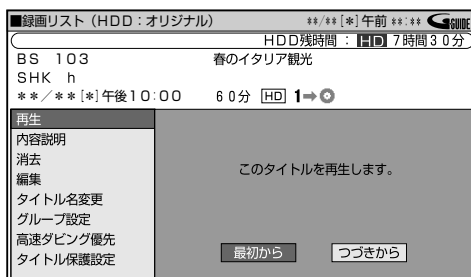 ■録画リスト(HDD:オリジナル) **/**[*]午前 **:** GGUIDE
HDD残時間 : HD 7時間30分
BS 103 春のイタリア観光
SHK h
**/**[*]午後10:00 60分 HD 1➡
再生
内容説明
消去
編集
タイトル名変更
グループ設定
高速ダビング優先
タイトル保護設定
このタイトルを再生します。
最初から つづきから